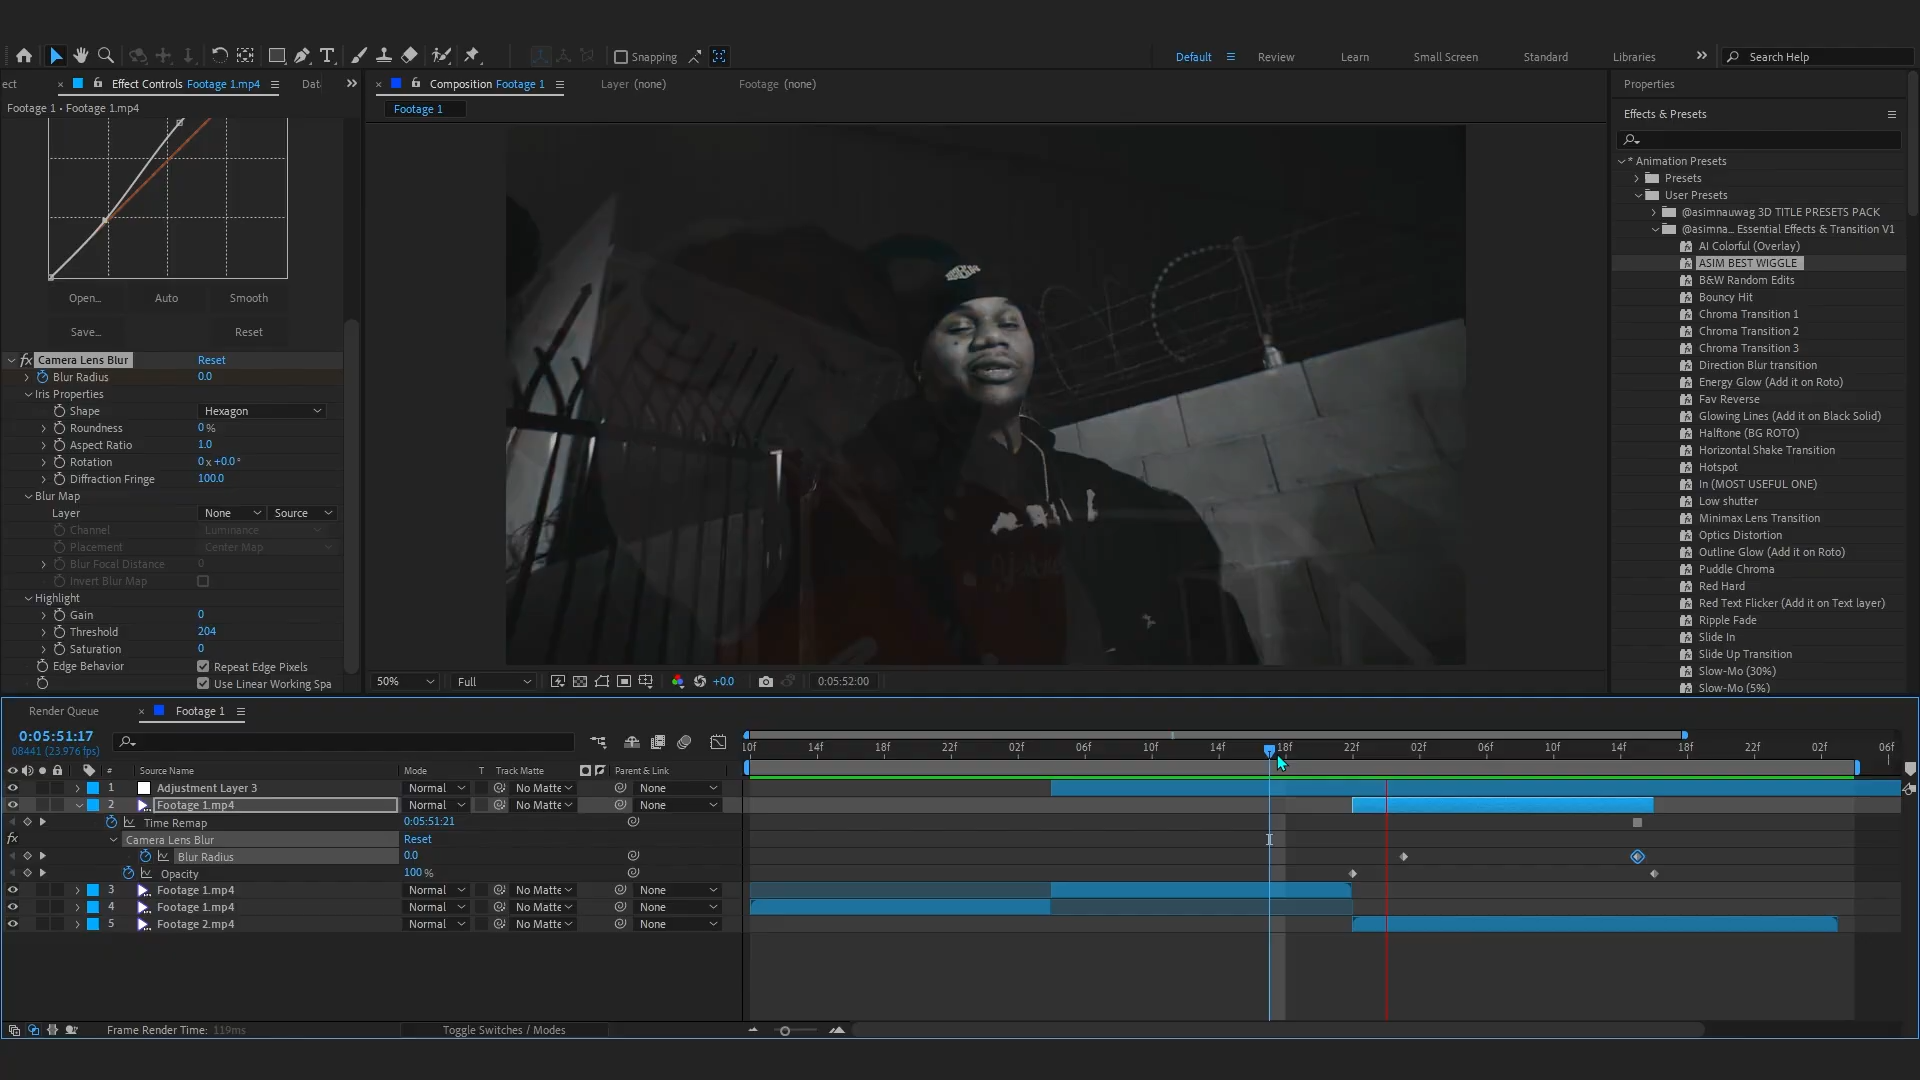 Snapping
Default
Review
Learn
Small Screen
Standard
Libraries
Search Help
ect
Effect Controls Footage 1.mp4
Dat
Composition Footage 1
Layer (none)
Footage (none)
Properties
Footage 1 • Footage 1.mp4
Footage 1
Effects & Presets
Open...
Auto
Smooth
Save...
Reset
fx Camera Lens Blur
Reset
Blur Radius
0.0
Iris Properties
Shape
Hexagon
Roundness
0 %
Aspect Ratio
1.0
Rotation
0 x +0.0 °
Diffraction Fringe
100.0
Blur Map
Layer
None
Source
Channel
Luminance
Placement
Center Map
Blur Focal Distance
0
Invert Blur Map
Highlight
Gain
0
Threshold
204
Saturation
0
Edge Behavior
Repeat Edge Pixels
Use Linear Working Spa
* Animation Presets
Presets
User Presets
@asimnauwag 3D TITLE PRESETS PACK
@asimna... Essential Effects & Transition V1
AI Colorful (Overlay)
ASIM BEST WIGGLE
B&W Random Edits
Bouncy Hit
Chroma Transition 1
Chroma Transition 2
Chroma Transition 3
Direction Blur transition
Energy Glow (Add it on Roto)
Fav Reverse
Glowing Lines (Add it on Black Solid)
Halftone (BG ROTO)
Horizontal Shake Transition
Hotspot
In (MOST USEFUL ONE)
Low shutter
Minimax Lens Transition
Optics Distortion
Outline Glow (Add it on Roto)
Puddle Chroma
Red Hard
Red Text Flicker (Add it on Text layer)
Ripple Fade
Slide In
Slide Up Transition
Slow-Mo (30%)
Slow-Mo (5%)
50%
Full
+0.0
0:05:52:00
Render Queue
Footage 1
0:05:51:17
08441 (23.976 fps)
10f 14f 18f 22f 02f 06f 10f 14f 18f 22f 02f 06f 10f 14f 18f 22f 02f 06f
# Source Name Mode T Track Matte Parent & Link
1 Adjustment Layer 3 Normal No Matte None
2 Footage 1.mp4 Normal No Matte None
Time Remap 0:05:51:21
fx Camera Lens Blur Reset
Blur Radius 0.0
Opacity 100 %
3 Footage 1.mp4 Normal No Matte None
4 Footage 1.mp4 Normal No Matte None
5 Footage 2.mp4 Normal No Matte None
Frame Render Time: 119ms
Toggle Switches / Modes